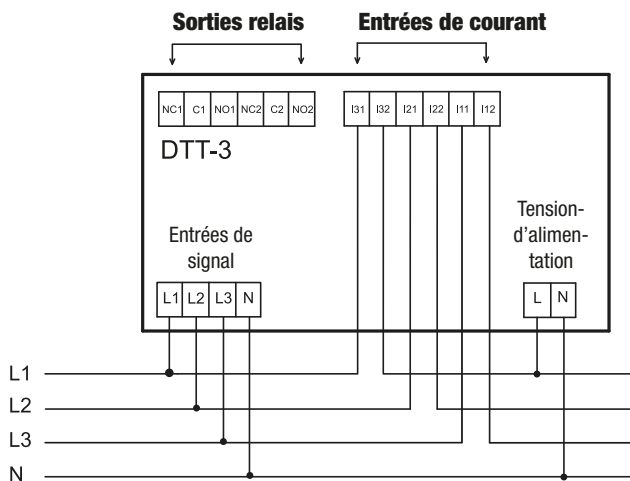 Sorties relais Entrées de courant
NC1 C1 NO1 NC2 C2 NO2 I31 I32 I21 I22 I11 I12
DTT-3
Entrées de
signal
Tension-
d'alimen-
tation
L1 L2 L3 N L N
L1
L2
L3
N